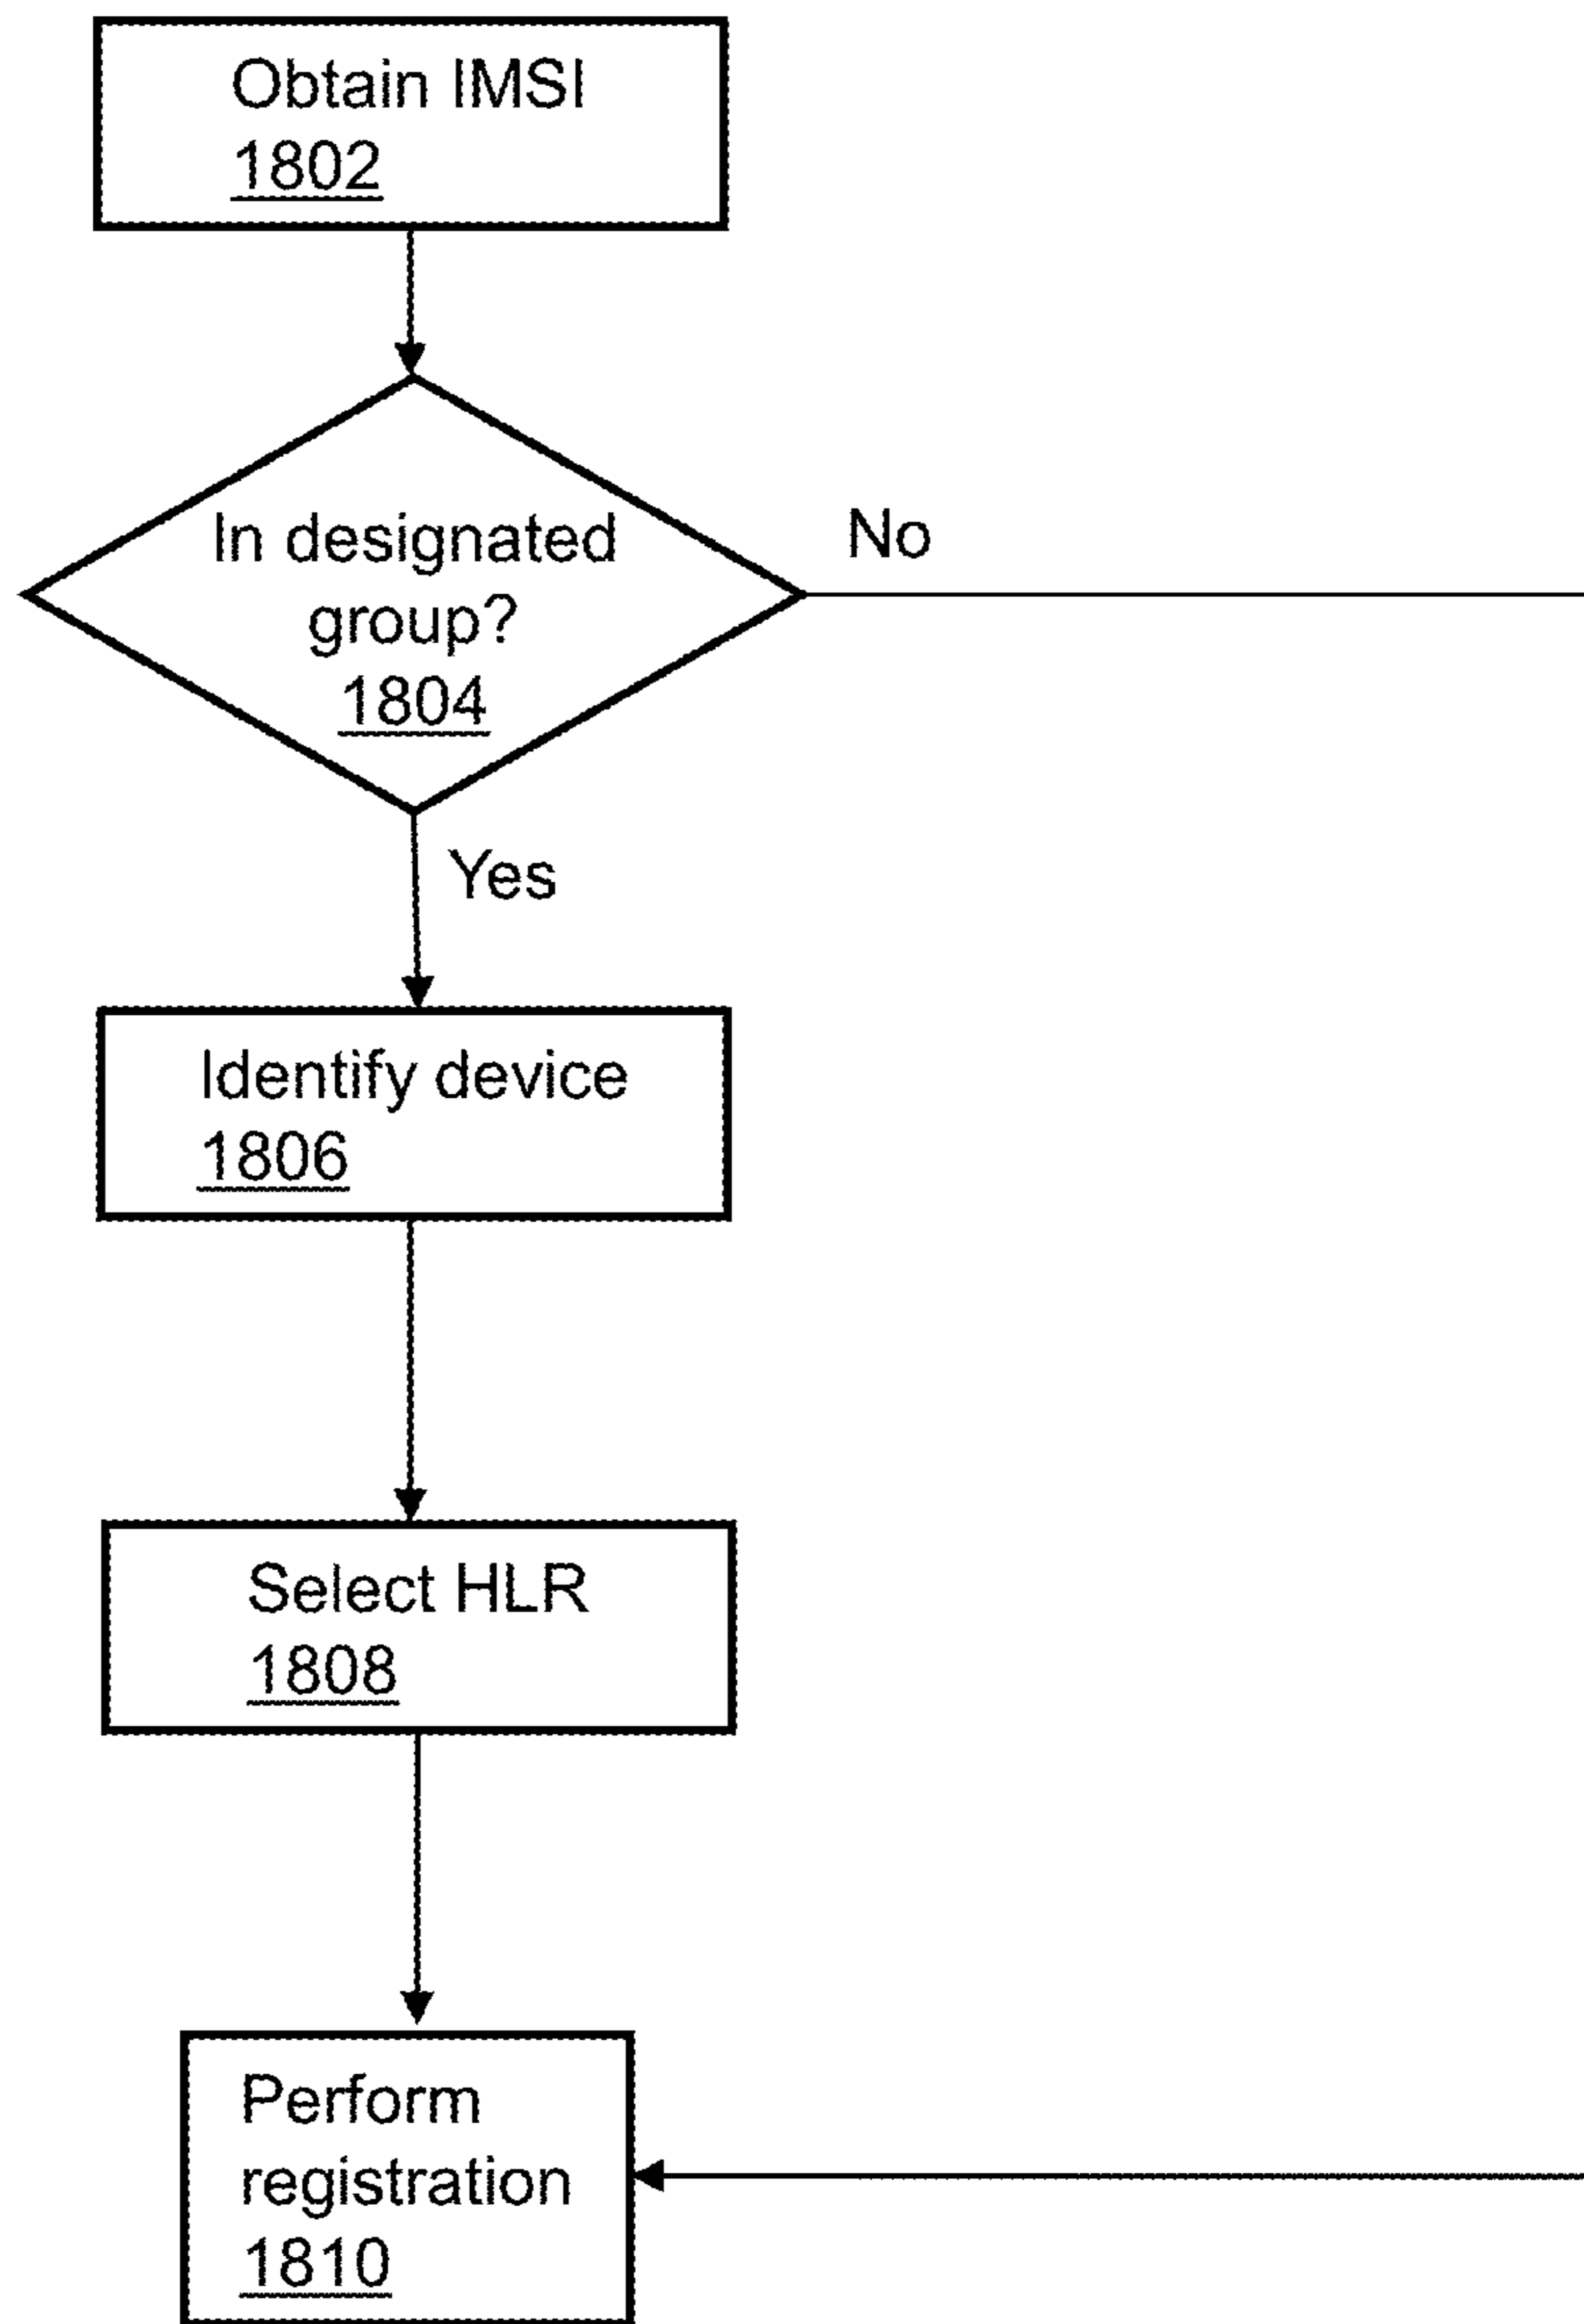 Obtain IMSI
1802
In designated
group?
1804
No
Yes
Identify device
1806
Select HLR
1808
Perform
registration
1810